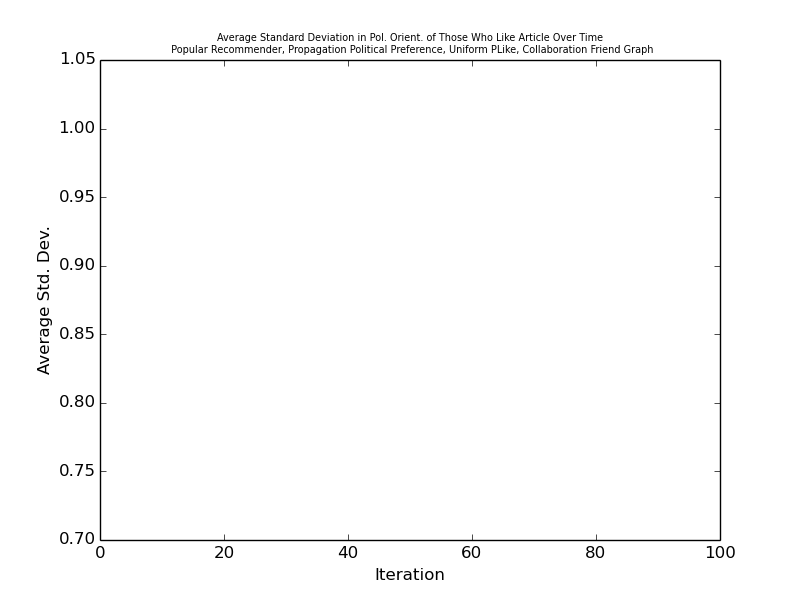 Average Standard Deviation in Pol. Orient. of Those Who Like Article Over Time
Popular Recommender, Propagation Political Preference, Uniform PLike, Collaboration Friend Graph
1.05
1.00
0.95
0.90
0.85
0.80
0.75
0.70
Average Std. Dev.
0 20 40 60 80 100
Iteration